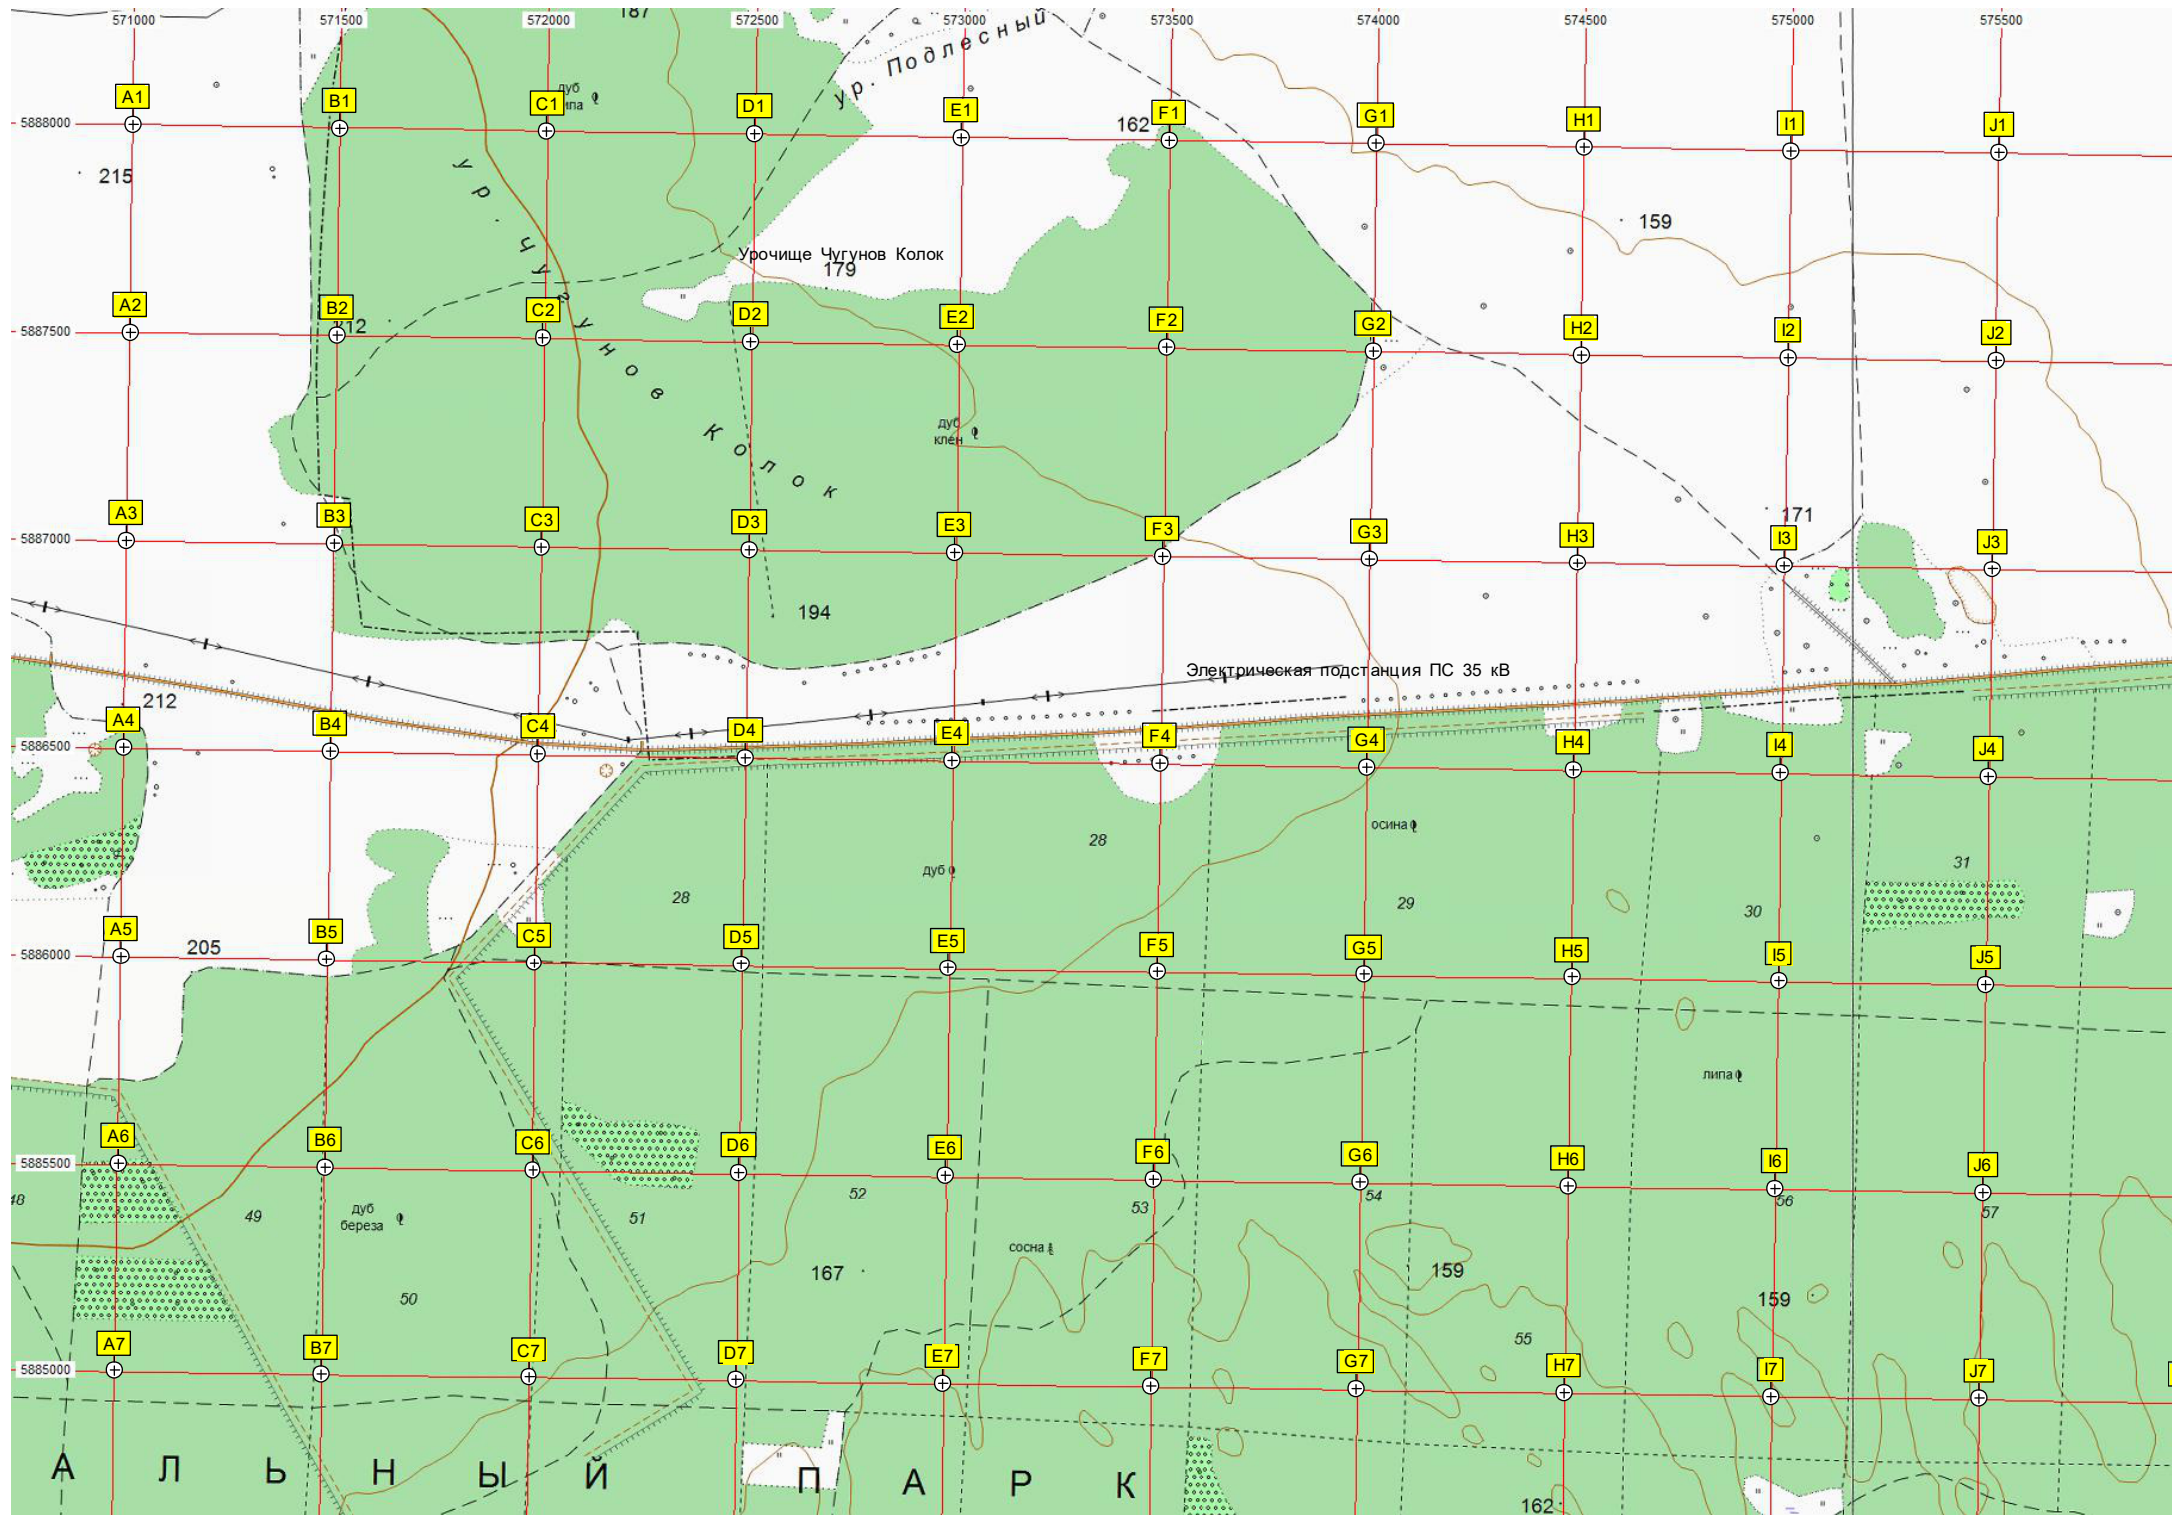 571000 571500 572000 187 572500 573000 573500 574000 574500 575000 575500
ур. Подлесный
дуб
A1 B1 C1 D1 E1 F1 G1 H1 I1 J1
5888000
162
215
159
ур. Чугунов Колок
Урочище Чугунов Колок
179
A2 B2 C2 D2 E2 F2 G2 H2 I2 J2
5887500
дуб
клен
171
A3 B3 C3 D3 E3 F3 G3 H3 I3 J3
5887000
194
Электрическая подстанция ПС 35 кВ
212
A4 B4 C4 D4 E4 F4 G4 H4 I4 J4
5886500
осина
28
31
дуб
28
29
30
A5 B5 C5 D5 E5 F5 G5 H5 I5 J5
205
5886000
липа
A6 B6 C6 D6 E6 F6 G6 H6 I6 J6
5885500
48 49 51 52 53 54 56 57
дуб
береза
сосна
167
159
159
50
55
A7 B7 C7 D7 E7 F7 G7 H7 I7 J7
5885000
АЛЬНЫЙ ПАРК
162